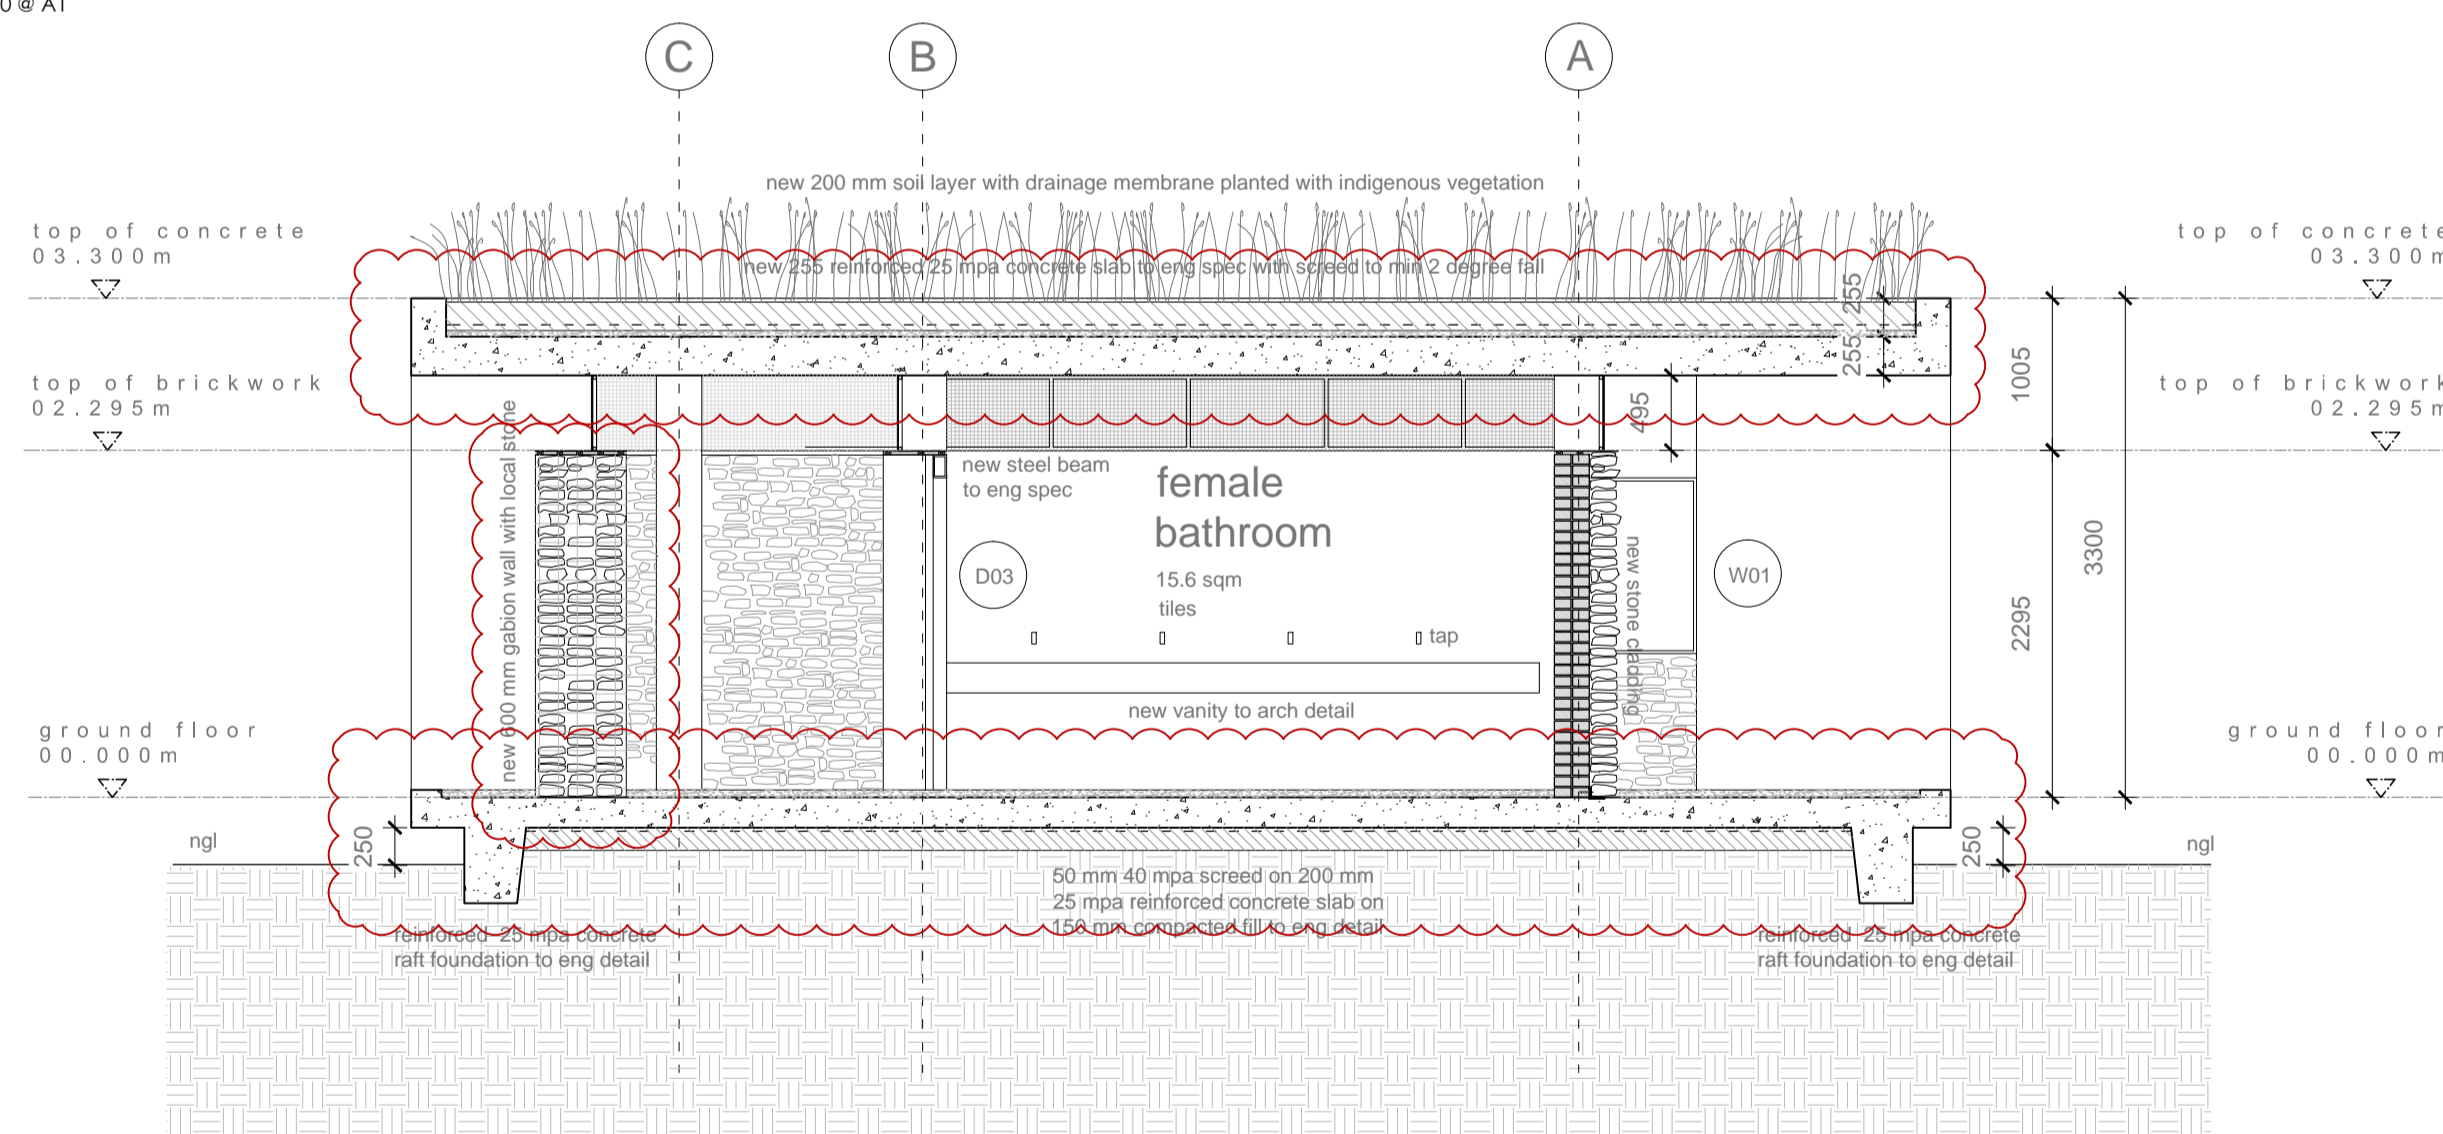 0 @ A1
C
B
A
new 200 mm soil layer with drainage membrane planted with indigenous vegetation
top of concrete
03.300m
top of concrete
03.300m
new 255 reinforced 25 mpa concrete slab to eng spec with screed to min 2 degree fall
255
255
1005
top of brickwork
02.295m
top of brickwork
02.295m
495
new 600 mm gabion wall with local stone
new steel beam
to eng spec
female
bathroom
15.6 sqm
tiles
D03
W01
new stone cladding
3300
2295
tap
new vanity to arch detail
ground floor
00.000m
ground floor
00.000m
ngl
250
250
ngl
50 mm 40 mpa screed on 200 mm
25 mpa reinforced concrete slab on
150 mm compacted fill to eng detail
reinforced 25 mpa concrete
raft foundation to eng detail
reinforced 25 mpa concrete
raft foundation to eng detail